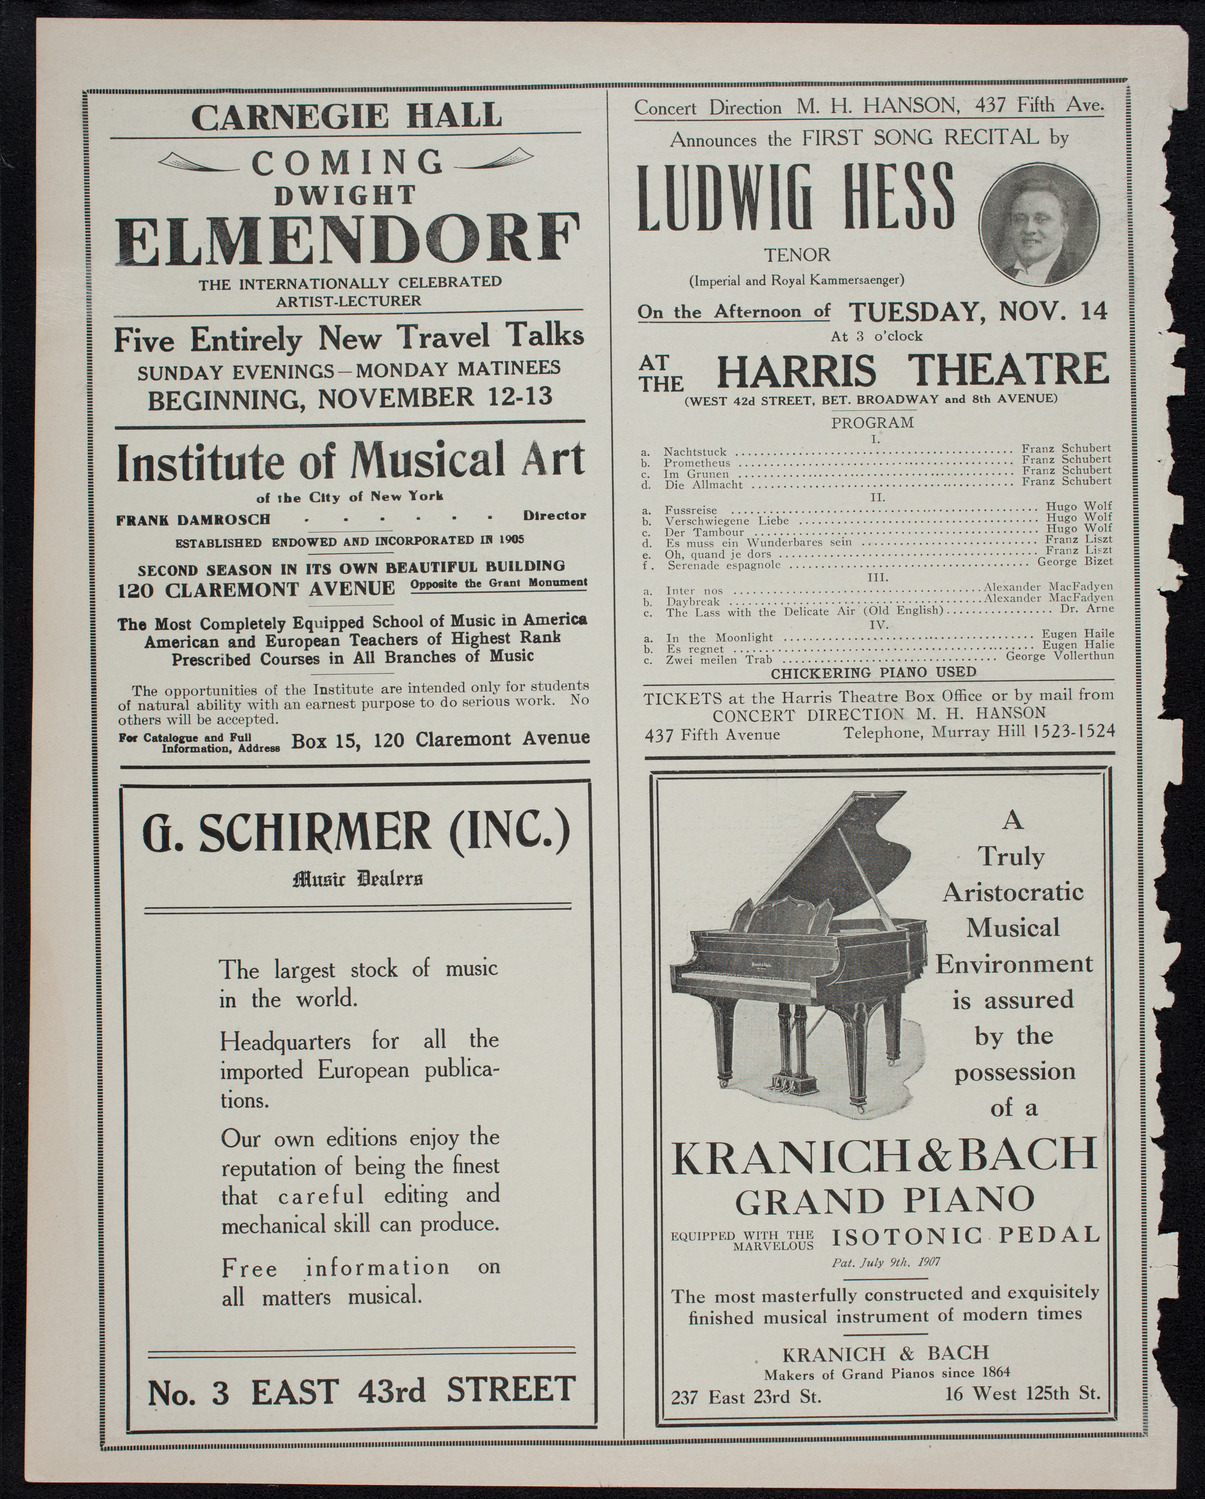 CARNEGIE HALL
COMING
DWIGHT
ELMENDORF
THE INTERNATIONALLY CELEBRATED
ARTIST-LECTURER
Five Entirely New Travel Talks
SUNDAY EVENINGS—MONDAY MATINEES
BEGINNING, NOVEMBER 12-13
Institute of Musical Art
of the City of New York
FRANK DAMROSCH - - - - - - Director
ESTABLISHED ENDOWED AND INCORPORATED IN 1905
SECOND SEASON IN ITS OWN BEAUTIFUL BUILDING
120 CLAREMONT AVENUE Opposite the Grant Monument
The Most Completely Equipped School of Music in America
American and European Teachers of Highest Rank
Prescribed Courses in All Branches of Music
The opportunities of the Institute are intended only for students
of natural ability with an earnest purpose to do serious work. No
others will be accepted.
For Catalogue and Full
Information, Address Box 15, 120 Claremont Avenue
G. SCHIRMER (INC.)
Music Dealers
The largest stock of music
in the world.
Headquarters for all the
imported European publica-
tions.
Our own editions enjoy the
reputation of being the finest
that careful editing and
mechanical skill can produce.
Free information on
all matters musical.
No. 3 EAST 43rd STREET
Concert Direction M. H. HANSON, 437 Fifth Ave.
Announces the FIRST SONG RECITAL by
LUDWIG HESS
TENOR
(Imperial and Royal Kammersaenger)
On the Afternoon of TUESDAY, NOV. 14
At 3 o'clock
AT THE HARRIS THEATRE
(WEST 42d STREET, BET. BROADWAY and 8th AVENUE)
PROGRAM
I.
a. Nachtstuck ........ Franz Schubert
b. Prometheus ........ Franz Schubert
c. Im Grunen ........ Franz Schubert
d. Die Allmacht ........ Franz Schubert
II.
a. Fussreise ........ Hugo Wolf
b. Verschwiegene Liebe ........ Hugo Wolf
c. Der Tambour ........ Hugo Wolf
d. Es muss ein Wunderbares sein ........ Franz Liszt
e. Oh, quand je dors ........ Franz Liszt
f. Serenade espagnole ........ George Bizet
III.
a. Inter nos ........ Alexander MacFadyen
b. Daybreak ........ Alexander MacFadyen
c. The Lass with the Delicate Air (Old English) ........ Dr. Arne
IV.
a. In the Moonlight ........ Eugen Haile
b. Es regnet ........ Eugen Halie
c. Zwei meilen Trab ........ George Vollerthun
CHICKERING PIANO USED
TICKETS at the Harris Theatre Box Office or by mail from
CONCERT DIRECTION M. H. HANSON
437 Fifth Avenue Telephone, Murray Hill 1523-1524
A
Truly
Aristocratic
Musical
Environment
is assured
by the
possession
of a
KRANICH & BACH
GRAND PIANO
EQUIPPED WITH THE MARVELOUS ISOTONIC PEDAL
Pat. July 9th, 1907
The most masterfully constructed and exquisitely
finished musical instrument of modern times
KRANICH & BACH
Makers of Grand Pianos since 1864
237 East 23rd St. 16 West 125th St.